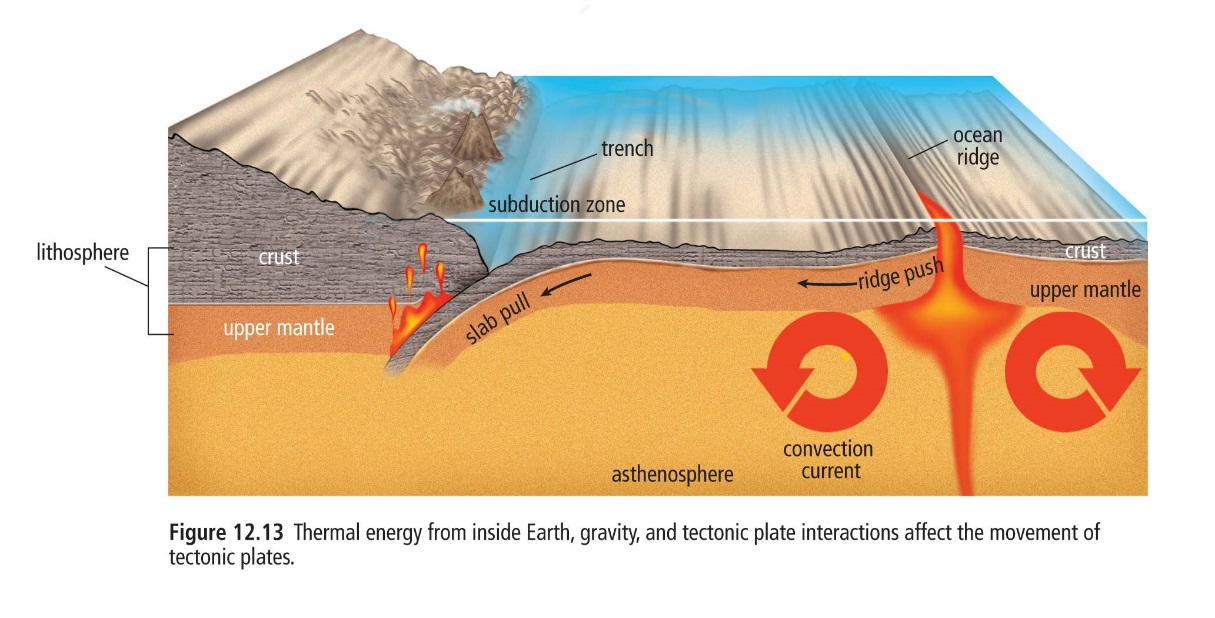 trench
ocean
ridge
subduction zone
lithosphere
crust
crust
ridge push
upper mantle
slab pull
upper mantle
convection
current
asthenosphere
Figure 12.13 Thermal energy from inside Earth, gravity, and tectonic plate interactions affect the movement of
tectonic plates.